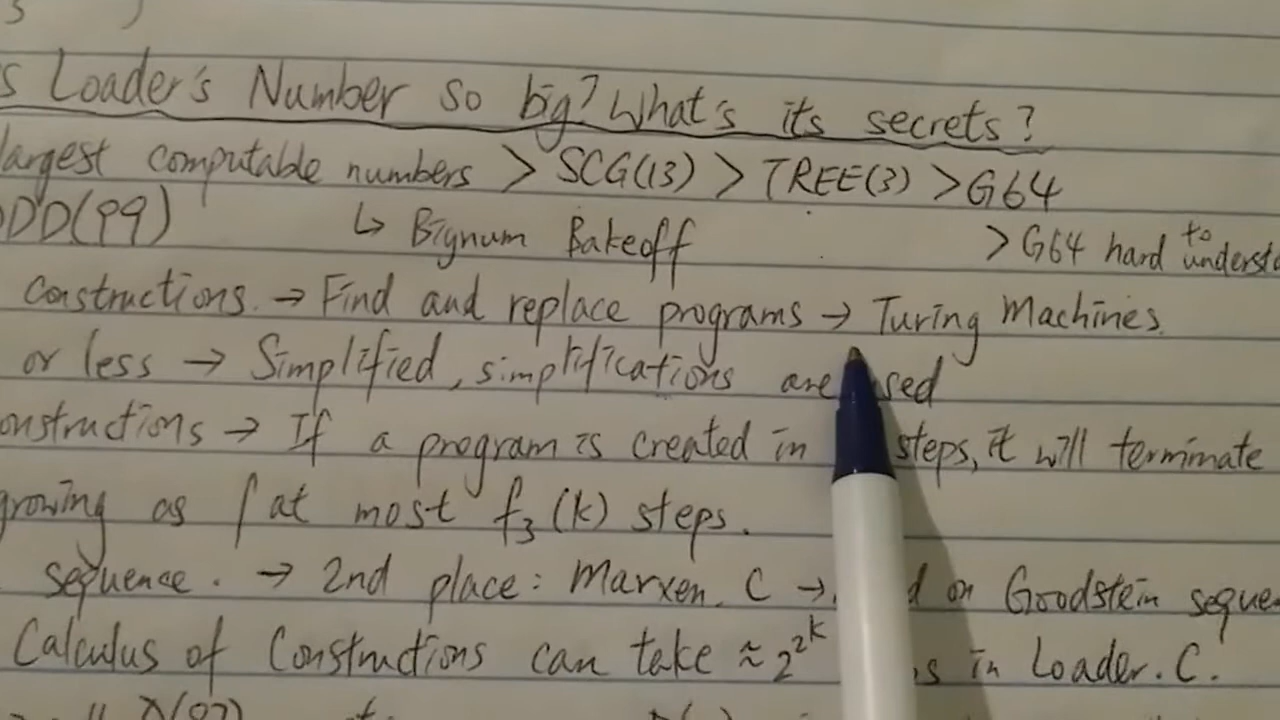 s Loader's Number so big? What's its secrets?
largest computable numbers > SCG(13) > TREE(3) > G64
DD(99) ↳ Bignum Bakeoff > G64 hard to understa
constructions. → Find and replace programs → Turing Machines
or less → Simplified, simplifications are used
onstructions → If a program is created in steps, it will terminate
growing as f at most f₃(k) steps.
sequence. → 2nd place: Marxen.C → d on Goodstein seque
Calculus of Constructions can take ≈ 2^2^k s in Loader.C.
D(97)